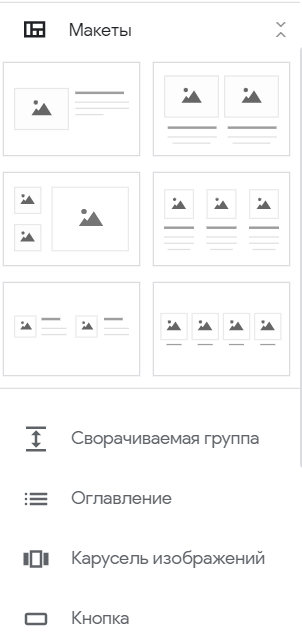 Макеты
Сворачиваемая группа
Оглавление
Карусель изображений
Кнопка